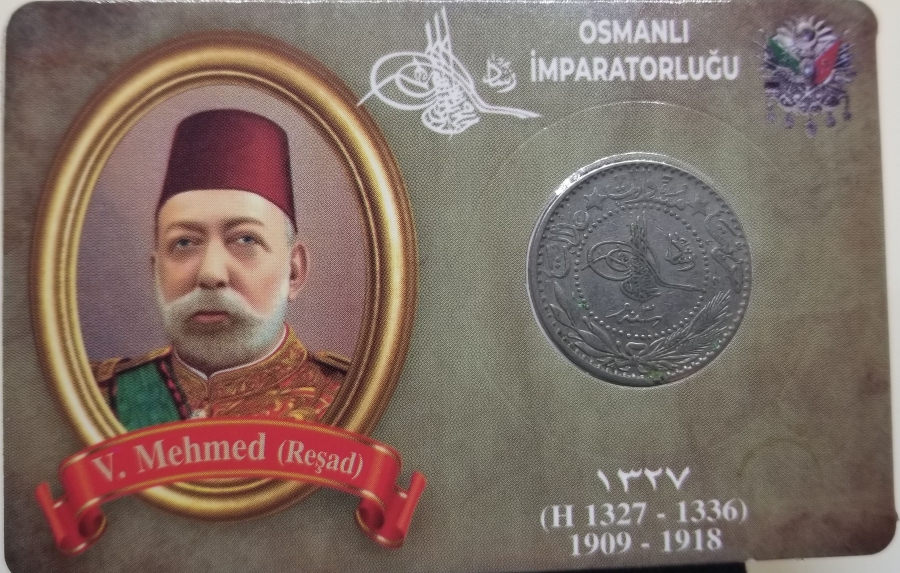 OSMANLI
İMPARATORLUĞU
V. Mehmed (Reşad)
١٣٢٧
(H 1327 - 1336)
1909 - 1918